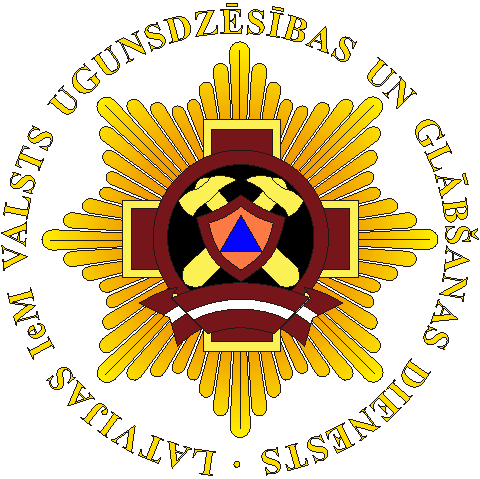 LATVIJAS IeM VALSTS UGUNSDZĒSĪBAS UN GLĀBŠANAS DIENESTS ·